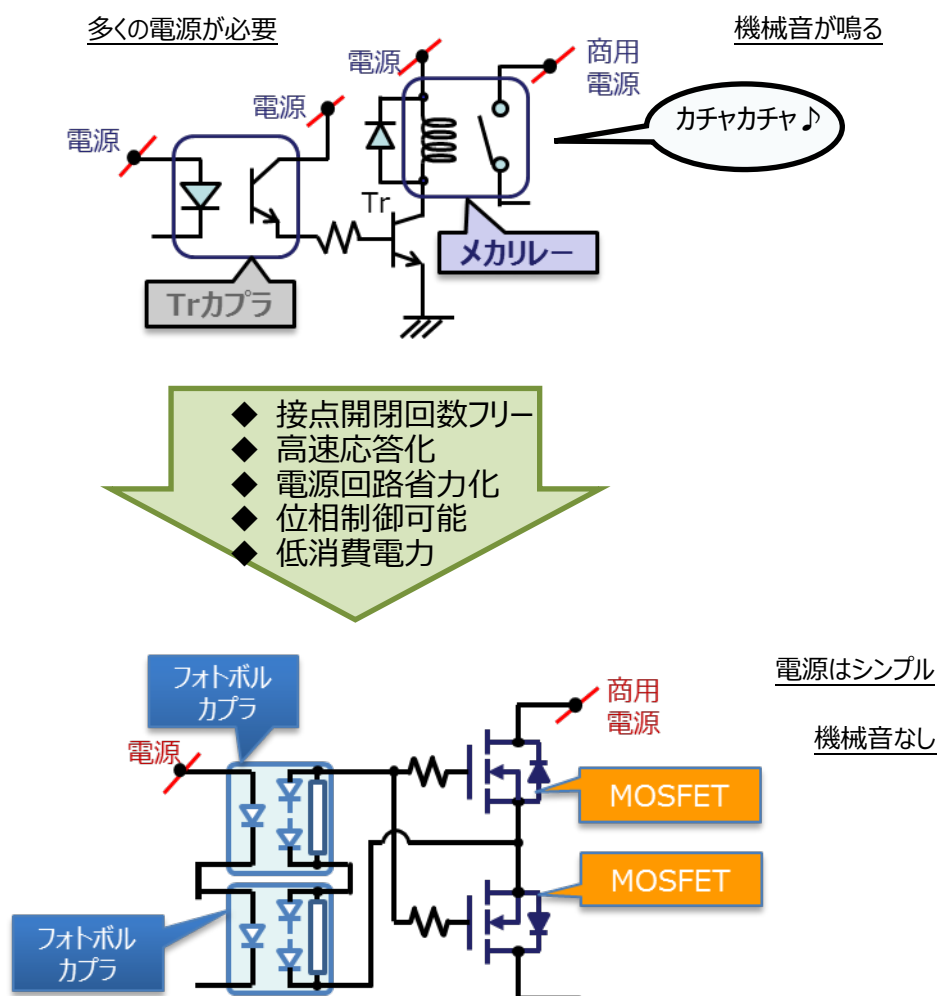 多くの電源が必要
機械音が鳴る
電源
商用
電源
電源
電源
カチャカチャ♪
Tr
メカリレー
Trカプラ
◆ 接点開閉回数フリー
◆ 高速応答化
◆ 電源回路省力化
◆ 位相制御可能
◆ 低消費電力
フォトボル
カプラ
電源はシンプル
商用
電源
機械音なし
電源
MOSFET
MOSFET
フォトボル
カプラ